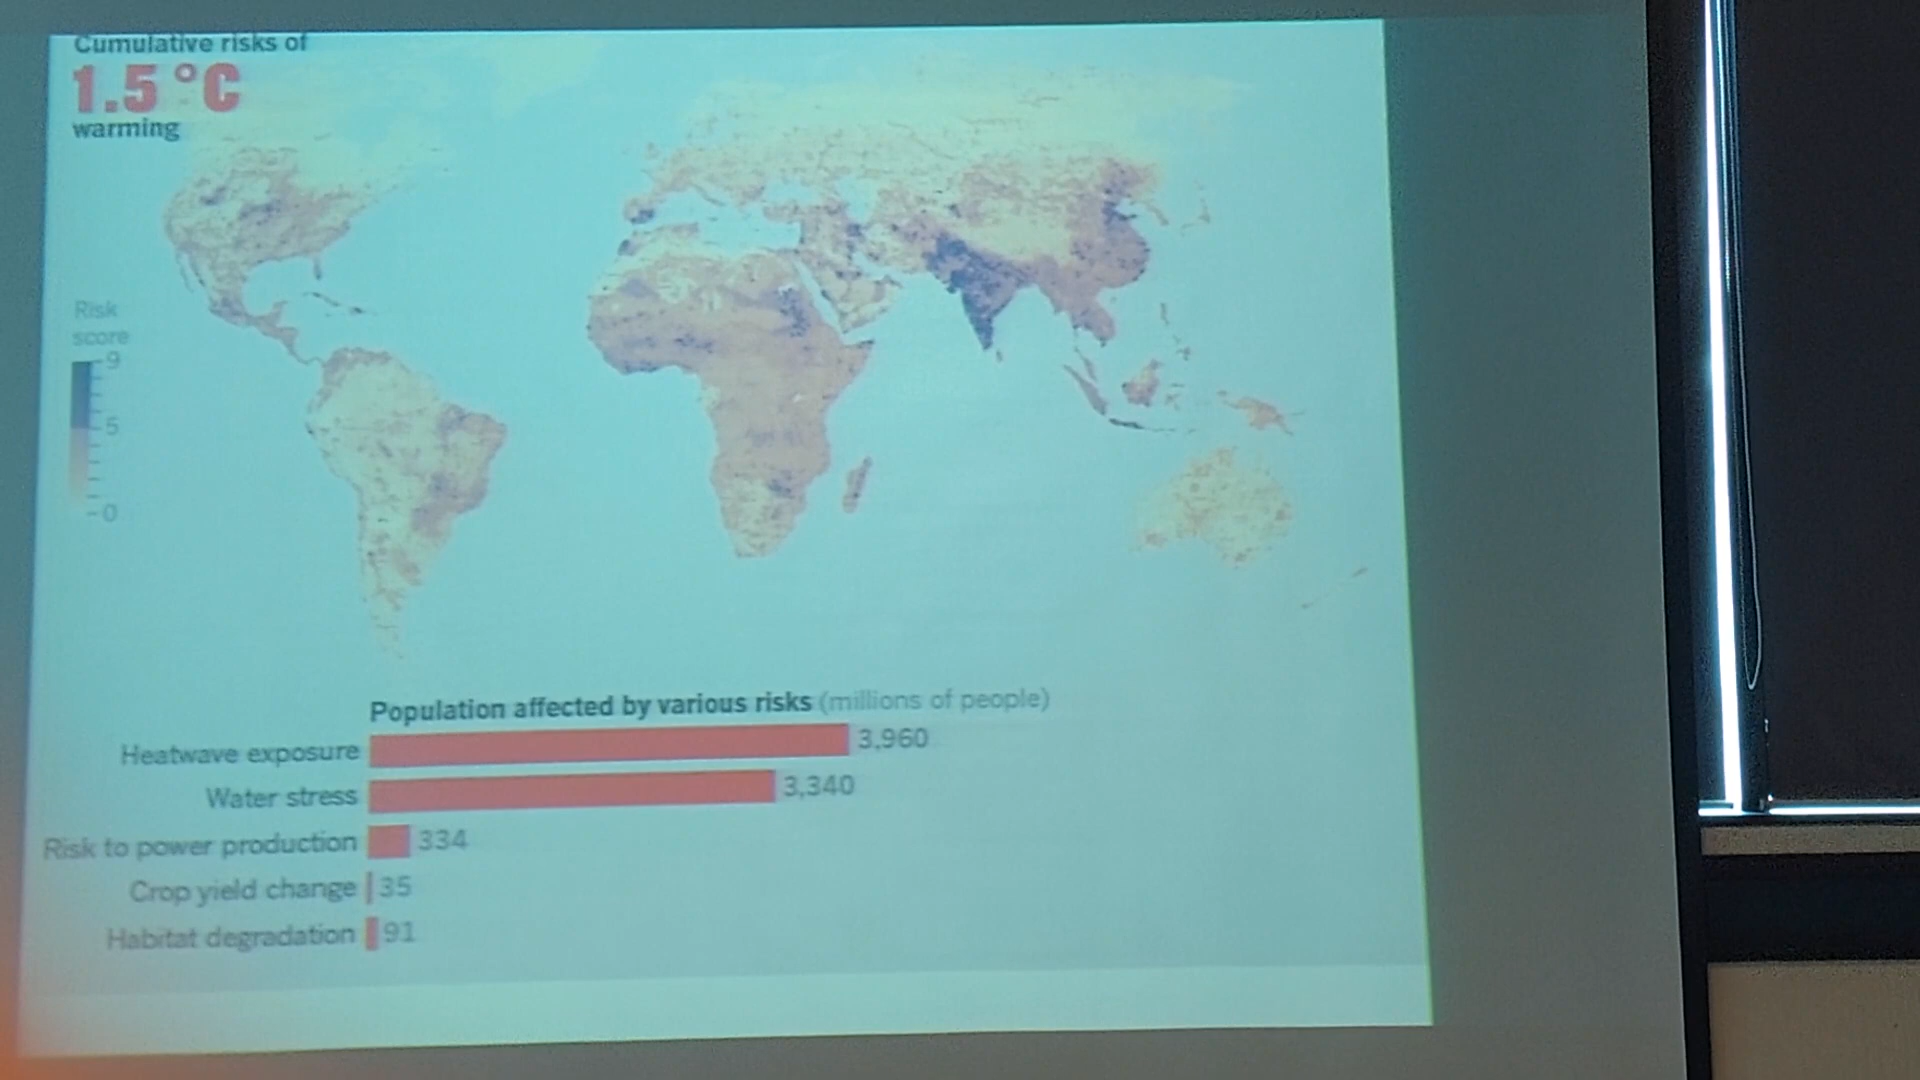 Cumulative risks of
1.5 °C
warming
Risk
score
9
5
0
Population affected by various risks (millions of people)
Heatwave exposure 3,960
Water stress 3,340
Risk to power production 334
Crop yield change 35
Habitat degradation 91